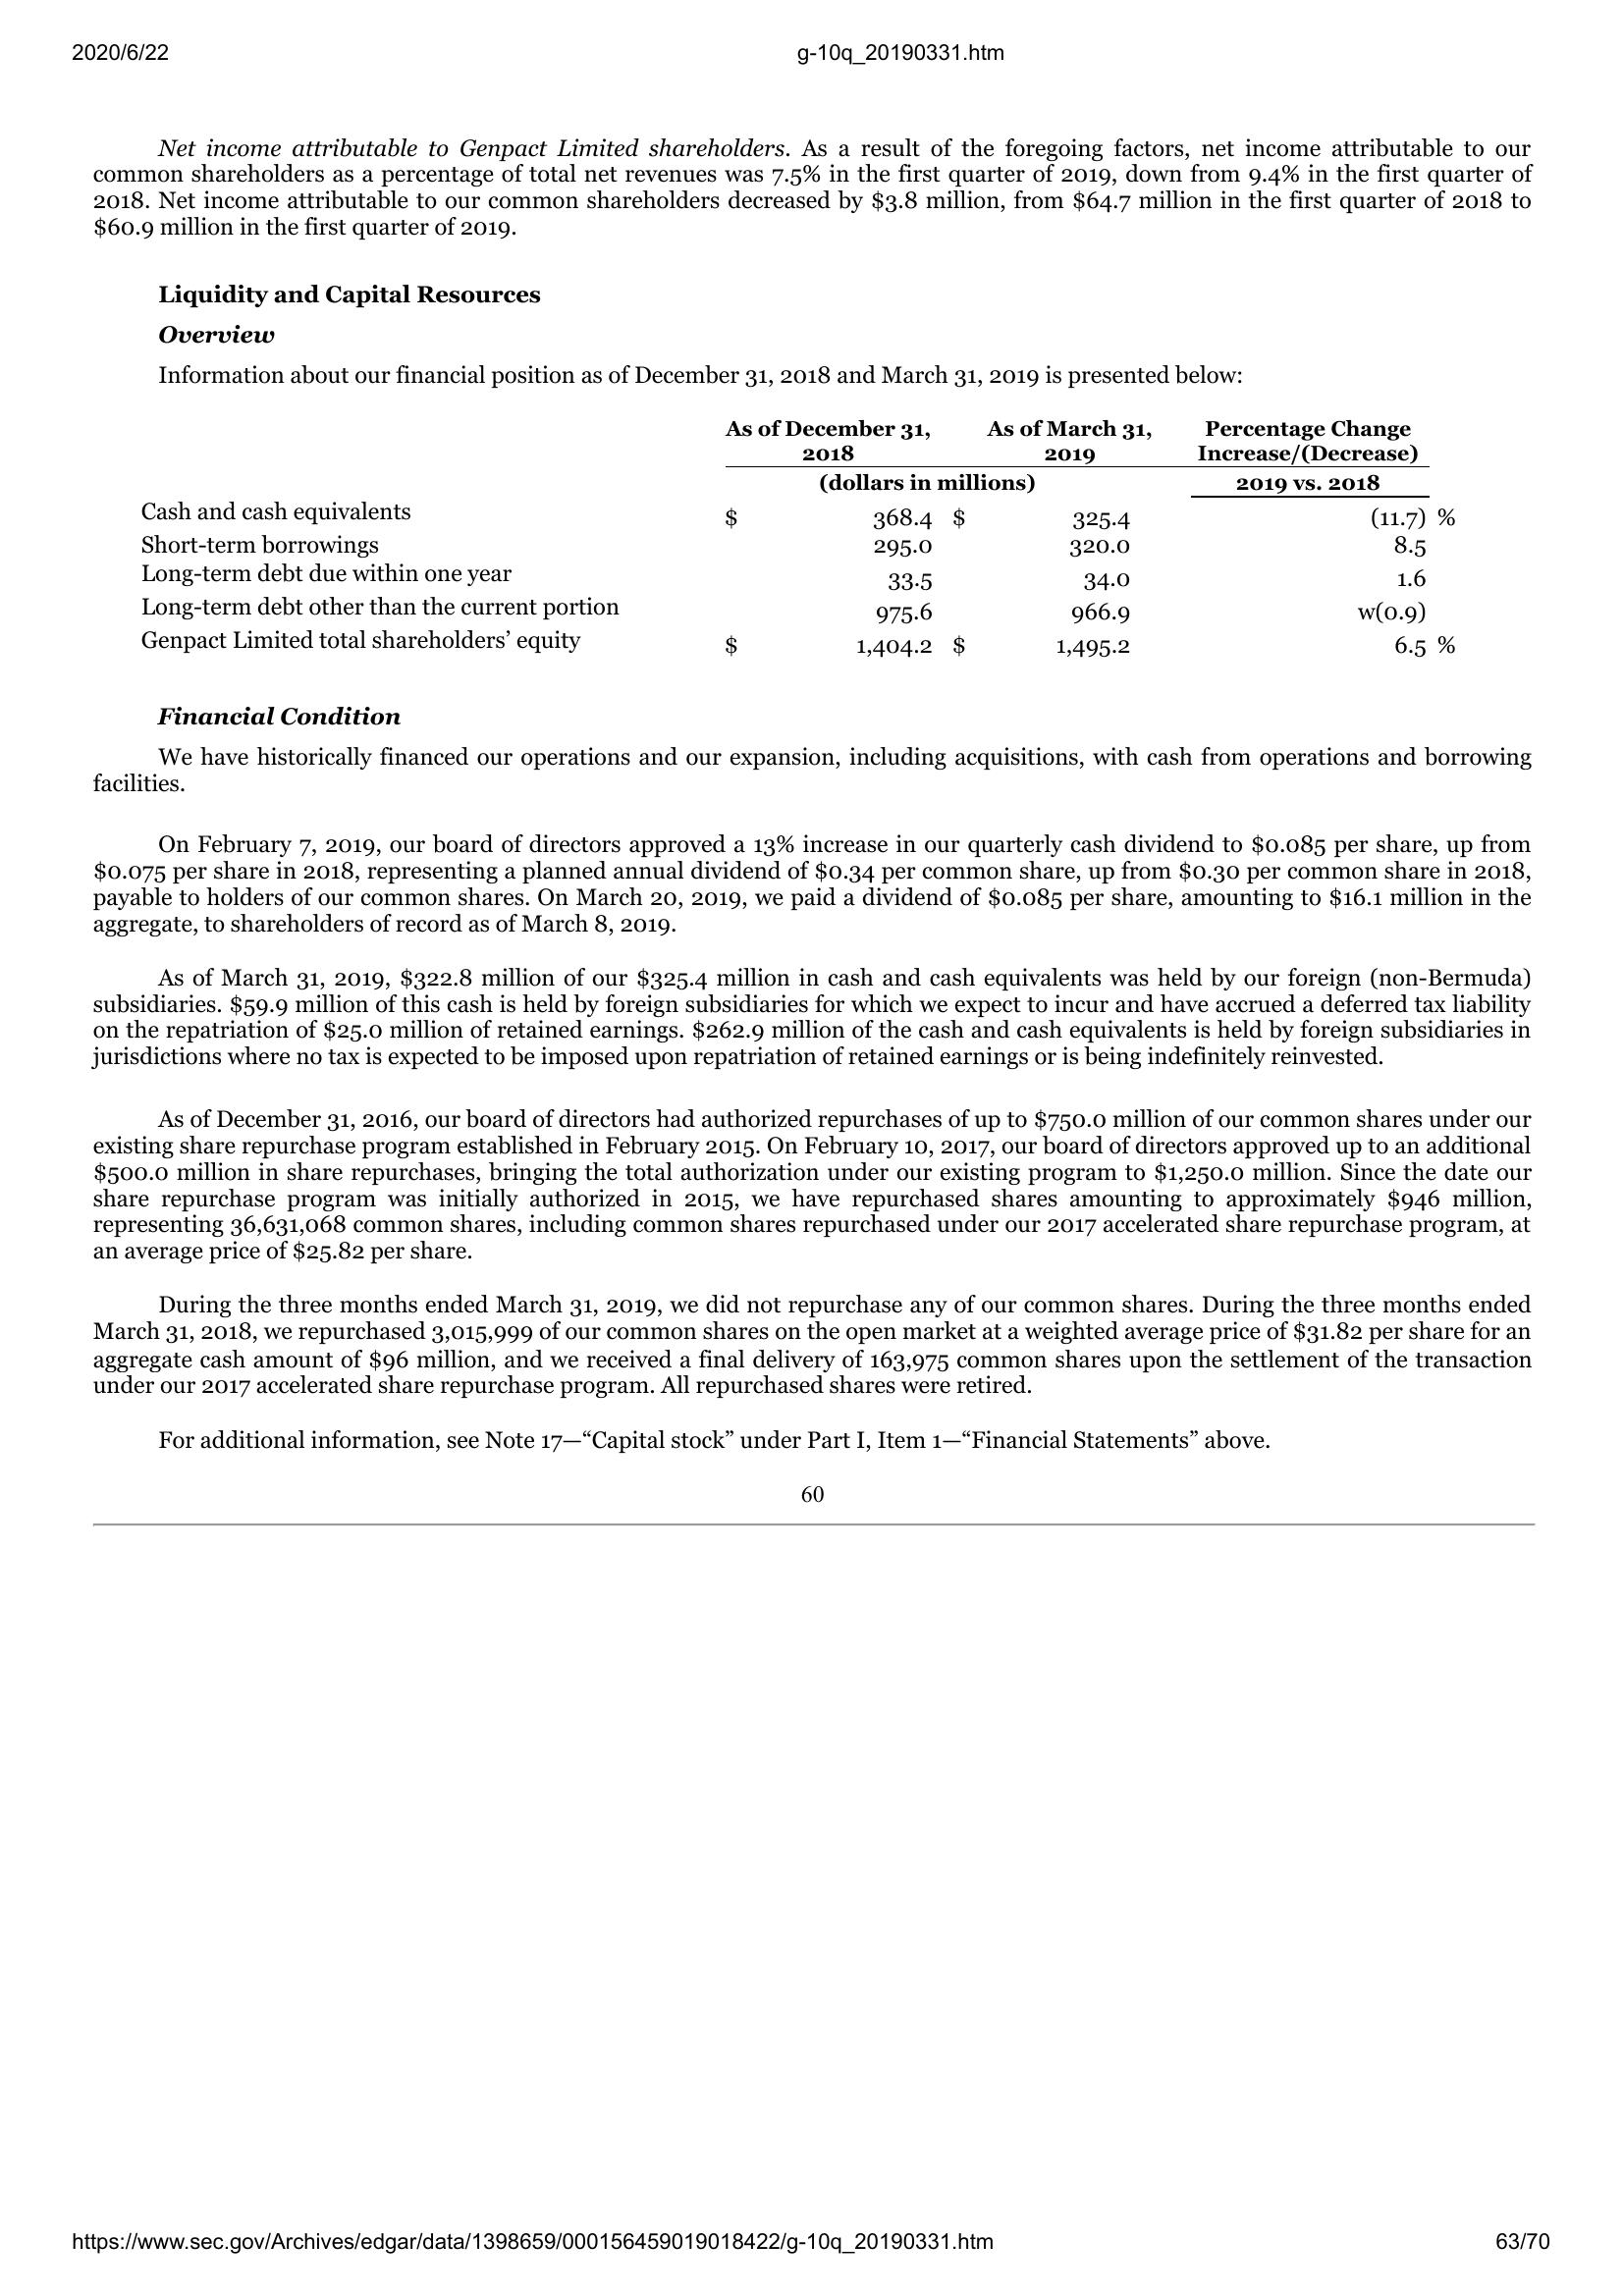 2020/6/22 g-10q_20190331.htm
Net income attributable to Genpact Limited shareholders. As a result of the foregoing factors, net income attributable to our
common shareholders as a percentage of total net revenues was 7.5% in the first quarter of 2019, down from 9.4% in the first quarter of
2018. Net income attributable to our common shareholders decreased by $3.8 million, from $64.7 million in the first quarter of 2018 to
$60.9 million in the first quarter of 2019.
Liquidity and Capital Resources
Overview
Information about our financial position as of December 31, 2018 and March 31, 2019 is presented below:
As of December 31, As of March 31, Percentage Change
2018 2019 Increase/(Decrease)
(dollars in millions) 2019 vs. 2018
Cash and cash equivalents $ 368.4 $ 325.4 (11.7) %
Short-term borrowings 295.0 320.0 8.5
Long-term debt due within one year 33.5 34.0 1.6
Long-term debt other than the current portion 975.6 966.9 w(0.9)
Genpact Limited total shareholders’ equity $ 1,404.2 $ 1,495.2 6.5 %
Financial Condition
We have historically financed our operations and our expansion, including acquisitions, with cash from operations and borrowing
facilities.
On February 7, 2019, our board of directors approved a 13% increase in our quarterly cash dividend to $0.085 per share, up from
$0.075 per share in 2018, representing a planned annual dividend of $0.34 per common share, up from $0.30 per common share in 2018,
payable to holders of our common shares. On March 20, 2019, we paid a dividend of $0.085 per share, amounting to $16.1 million in the
aggregate, to shareholders of record as of March 8, 2019.
As of March 31, 2019, $322.8 million of our $325.4 million in cash and cash equivalents was held by our foreign (non-Bermuda)
subsidiaries. $59.9 million of this cash is held by foreign subsidiaries for which we expect to incur and have accrued a deferred tax liability
on the repatriation of $25.0 million of retained earnings. $262.9 million of the cash and cash equivalents is held by foreign subsidiaries in
jurisdictions where no tax is expected to be imposed upon repatriation of retained earnings or is being indefinitely reinvested.
As of December 31, 2016, our board of directors had authorized repurchases of up to $750.0 million of our common shares under our
existing share repurchase program established in February 2015. On February 10, 2017, our board of directors approved up to an additional
$500.0 million in share repurchases, bringing the total authorization under our existing program to $1,250.0 million. Since the date our
share repurchase program was initially authorized in 2015, we have repurchased shares amounting to approximately $946 million,
representing 36,631,068 common shares, including common shares repurchased under our 2017 accelerated share repurchase program, at
an average price of $25.82 per share.
During the three months ended March 31, 2019, we did not repurchase any of our common shares. During the three months ended
March 31, 2018, we repurchased 3,015,999 of our common shares on the open market at a weighted average price of $31.82 per share for an
aggregate cash amount of $96 million, and we received a final delivery of 163,975 common shares upon the settlement of the transaction
under our 2017 accelerated share repurchase program. All repurchased shares were retired.
For additional information, see Note 17—“Capital stock” under Part I, Item 1—“Financial Statements” above.
60
https://www.sec.gov/Archives/edgar/data/1398659/000156459019018422/g-10q_20190331.htm 63/70